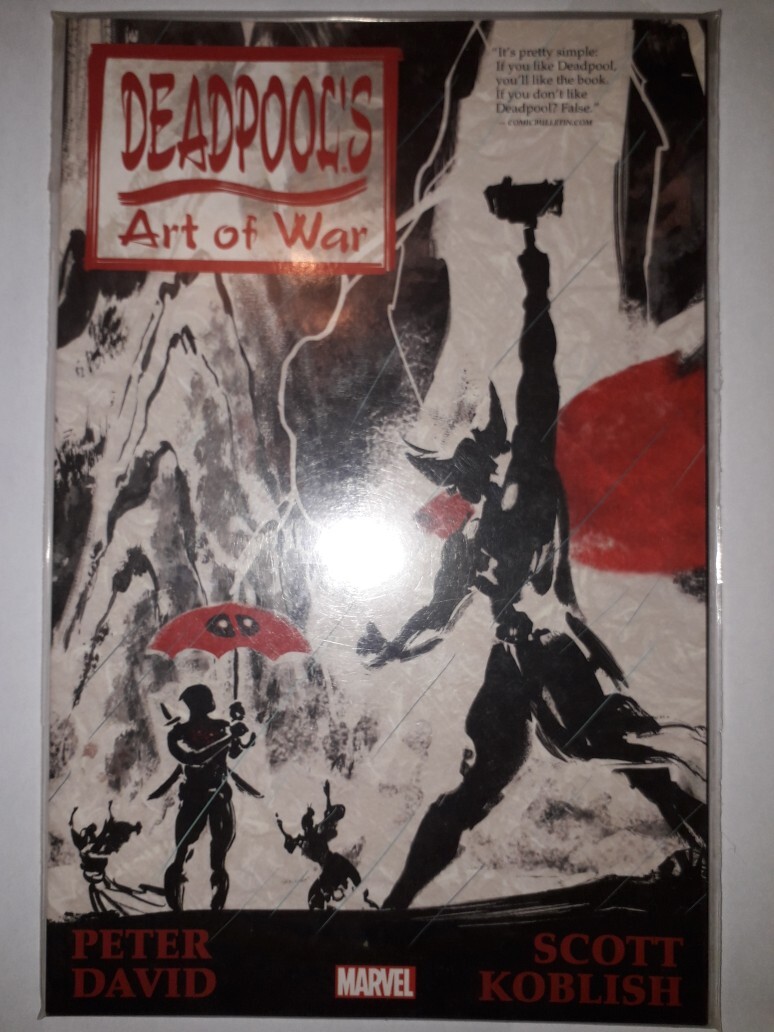 DEADPOOL'S
Art of War
"It's pretty simple:
If you like Deadpool,
you'll like the book.
If you don't like
Deadpool? False."
— COMICBULLETIN.COM
PETER
DAVID
MARVEL
SCOTT
KOBLISH